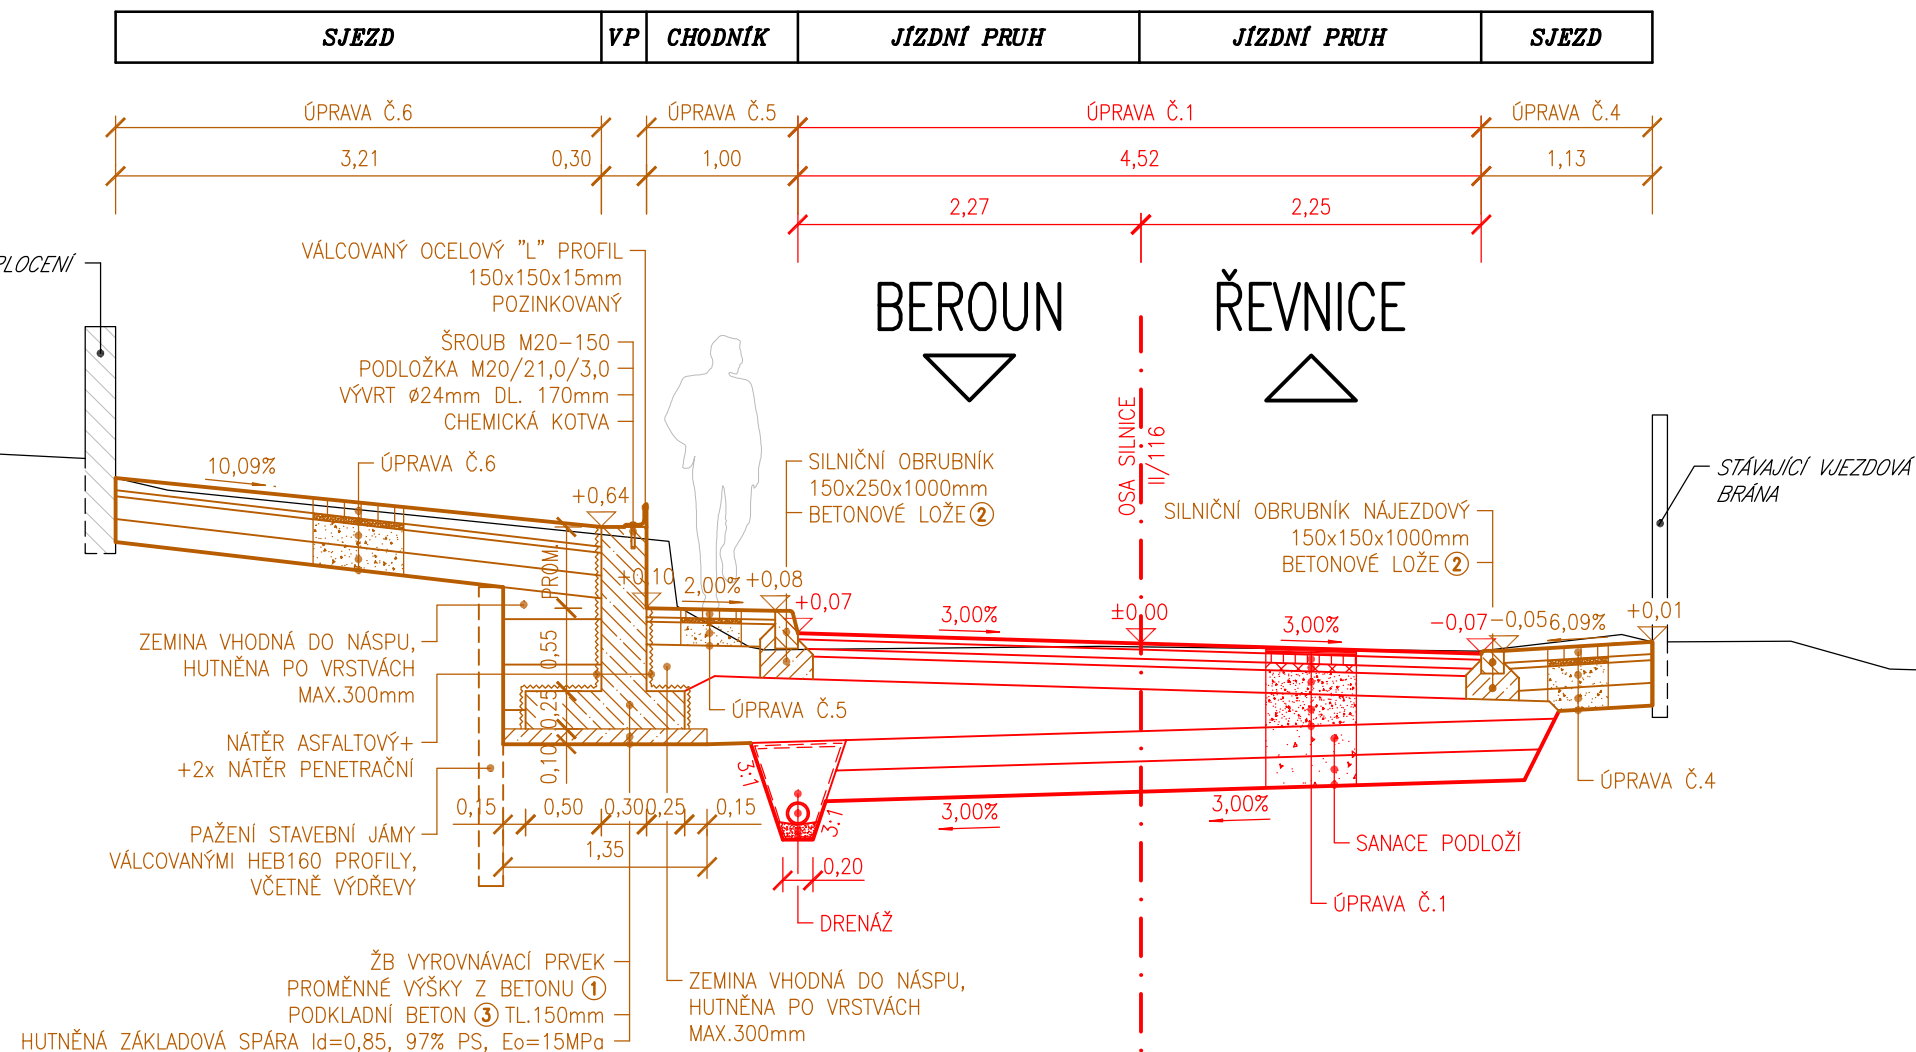 SJEZD VP CHODNÍK JÍZDNÍ PRUH JÍZDNÍ PRUH SJEZD
ÚPRAVA Č.6 ÚPRAVA Č.5 ÚPRAVA Č.1 ÚPRAVA Č.4
3,21 0,30 1,00 4,52 1,13
2,27 2,25
PLOCENÍ
VÁLCOVANÝ OCELOVÝ "L" PROFIL
150x150x15mm
POZINKOVANÝ
ŠROUB M20-150
PODLOŽKA M20/21,0/3,0
VÝVRT ø24mm DL. 170mm
CHEMICKÁ KOTVA
BEROUN ŘEVNICE
OSA SILNICE
II/116
10,09%
ÚPRAVA Č.6
+0,64
SILNIČNÍ OBRUBNÍK
150x250x1000mm
BETONOVÉ LOŽE 2
SILNIČNÍ OBRUBNÍK NÁJEZDOVÝ
150x150x1000mm
BETONOVÉ LOŽE 2
STÁVAJÍCÍ VJEZDOVÁ
BRÁNA
PROM.
+0,10
2,00%
+0,08
+0,07
3,00%
±0,00
3,00%
-0,07
-0,05
6,09%
+0,01
ZEMINA VHODNÁ DO NÁSPU,
HUTNĚNA PO VRSTVÁCH
MAX.300mm
0,55
0,25
0,10
ÚPRAVA Č.5
NÁTĚR ASFALTOVÝ+
+2x NÁTĚR PENETRAČNÍ
3:1
3:1
0,15 0,50 0,30 0,25 0,15
1,35
3,00%
3,00%
ÚPRAVA Č.4
PAŽENÍ STAVEBNÍ JÁMY
VÁLCOVANÝMI HEB160 PROFILY,
VČETNĚ VÝDŘEVY
0,20
SANACE PODLOŽÍ
ÚPRAVA Č.1
DRENÁŽ
ŽB VYROVNÁVACÍ PRVEK
PROMĚNNÉ VÝŠKY Z BETONU 1
PODKLADNÍ BETON 3 TL.150mm
HUTNĚNÁ ZÁKLADOVÁ SPÁRA Id=0,85, 97% PS, Eo=15MPa
ZEMINA VHODNÁ DO NÁSPU,
HUTNĚNA PO VRSTVÁCH
MAX.300mm